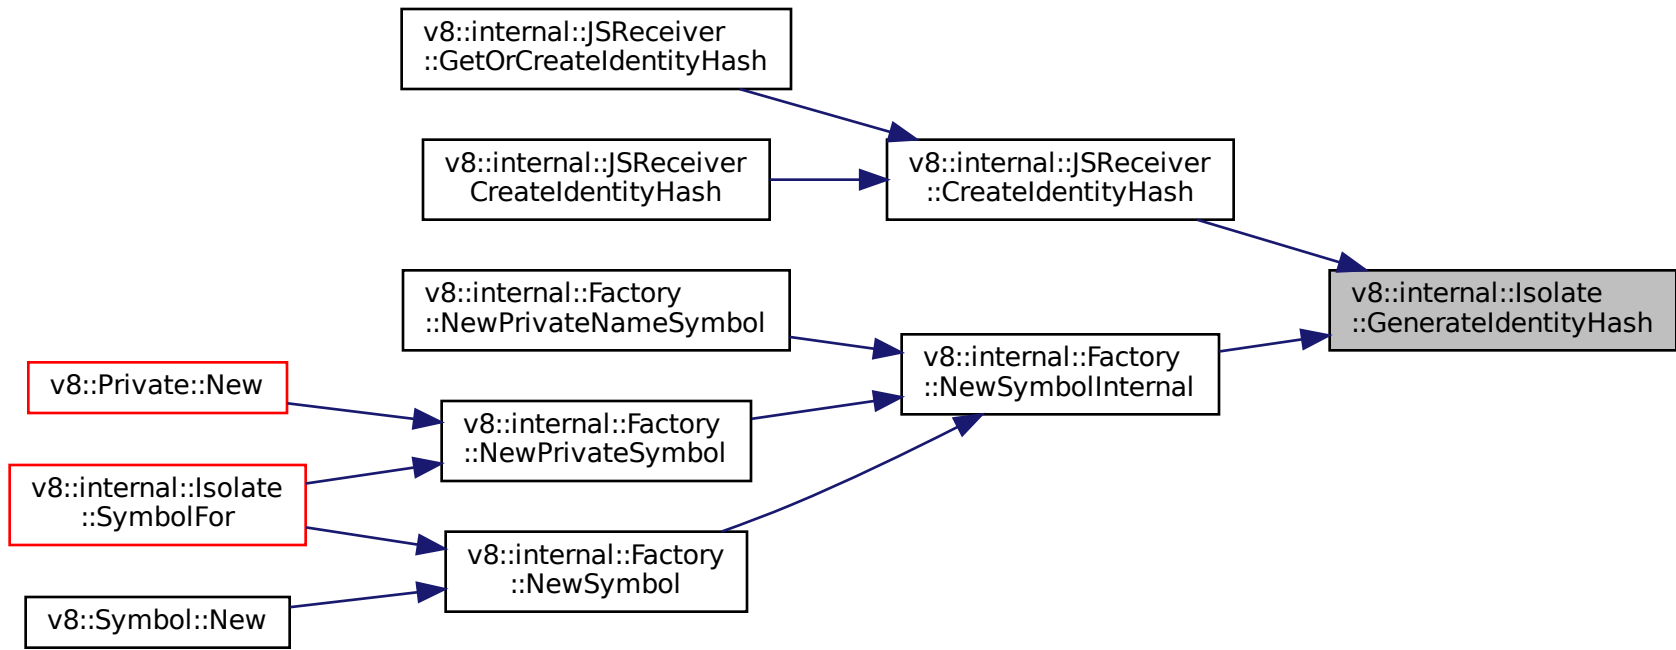 v8::internal::JSReceiver
::GetOrCreateIdentityHash
v8::internal::JSReceiver
CreateIdentityHash
v8::internal::JSReceiver
::CreateIdentityHash
v8::internal::Factory
::NewPrivateNameSymbol
v8::internal::Isolate
::GenerateIdentityHash
v8::internal::Factory
::NewSymbolInternal
v8::Private::New
v8::internal::Factory
::NewPrivateSymbol
v8::internal::Isolate
::SymbolFor
v8::internal::Factory
::NewSymbol
v8::Symbol::New